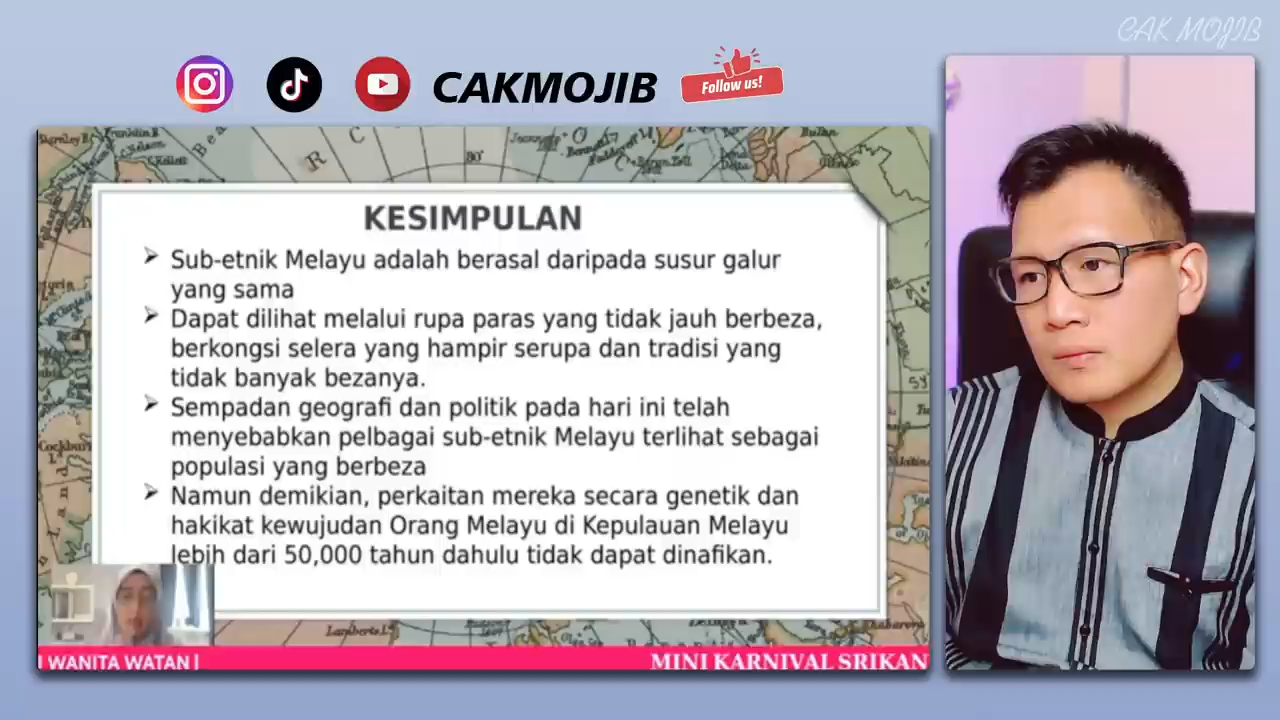 CAK MOJIB
CAKMOJIB
Follow us!
KESIMPULAN
➢ Sub-etnik Melayu adalah berasal daripada susur galur
yang sama
➢ Dapat dilihat melalui rupa paras yang tidak jauh berbeza,
berkongsi selera yang hampir serupa dan tradisi yang
tidak banyak bezanya.
➢ Sempadan geografi dan politik pada hari ini telah
menyebabkan pelbagai sub-etnik Melayu terlihat sebagai
populasi yang berbeza
➢ Namun demikian, perkaitan mereka secara genetik dan
hakikat kewujudan Orang Melayu di Kepulauan Melayu
lebih dari 50,000 tahun dahulu tidak dapat dinafikan.
I WANITA WATAN I
MINI KARNIVAL SRIKAN